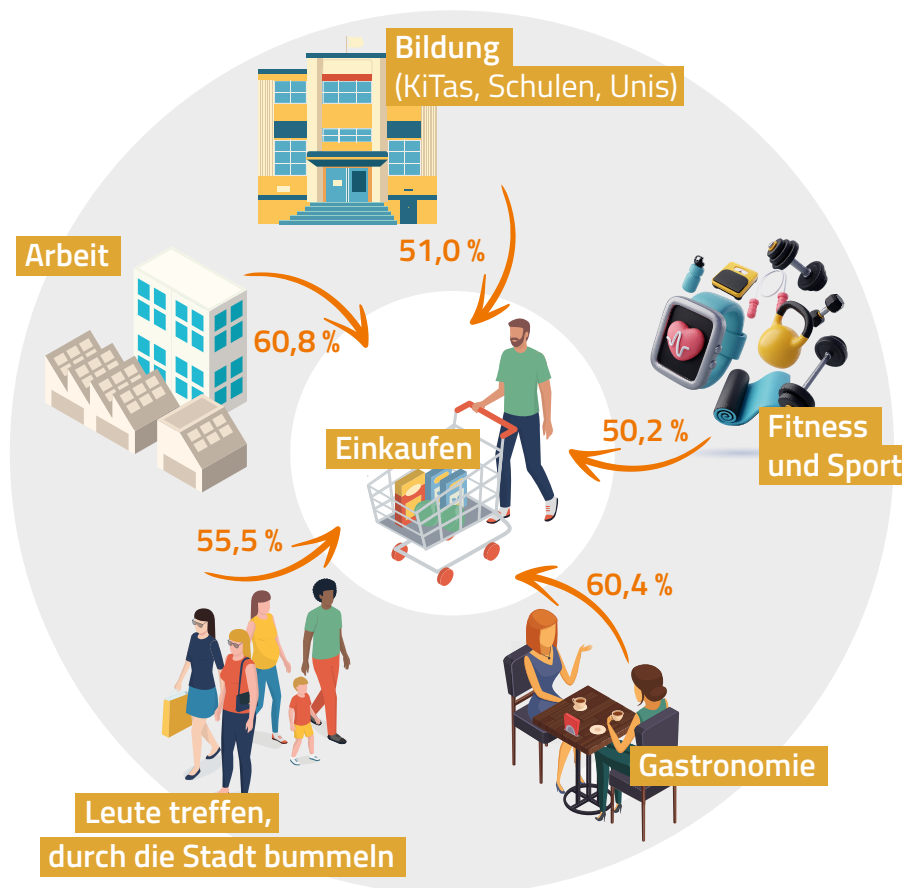 Bildung
(KiTas, Schulen, Unis)
51,0 %
Arbeit
60,8 %
Einkaufen
50,2 %
Fitness
und Sport
55,5 %
60,4 %
Gastronomie
Leute treffen,
durch die Stadt bummeln